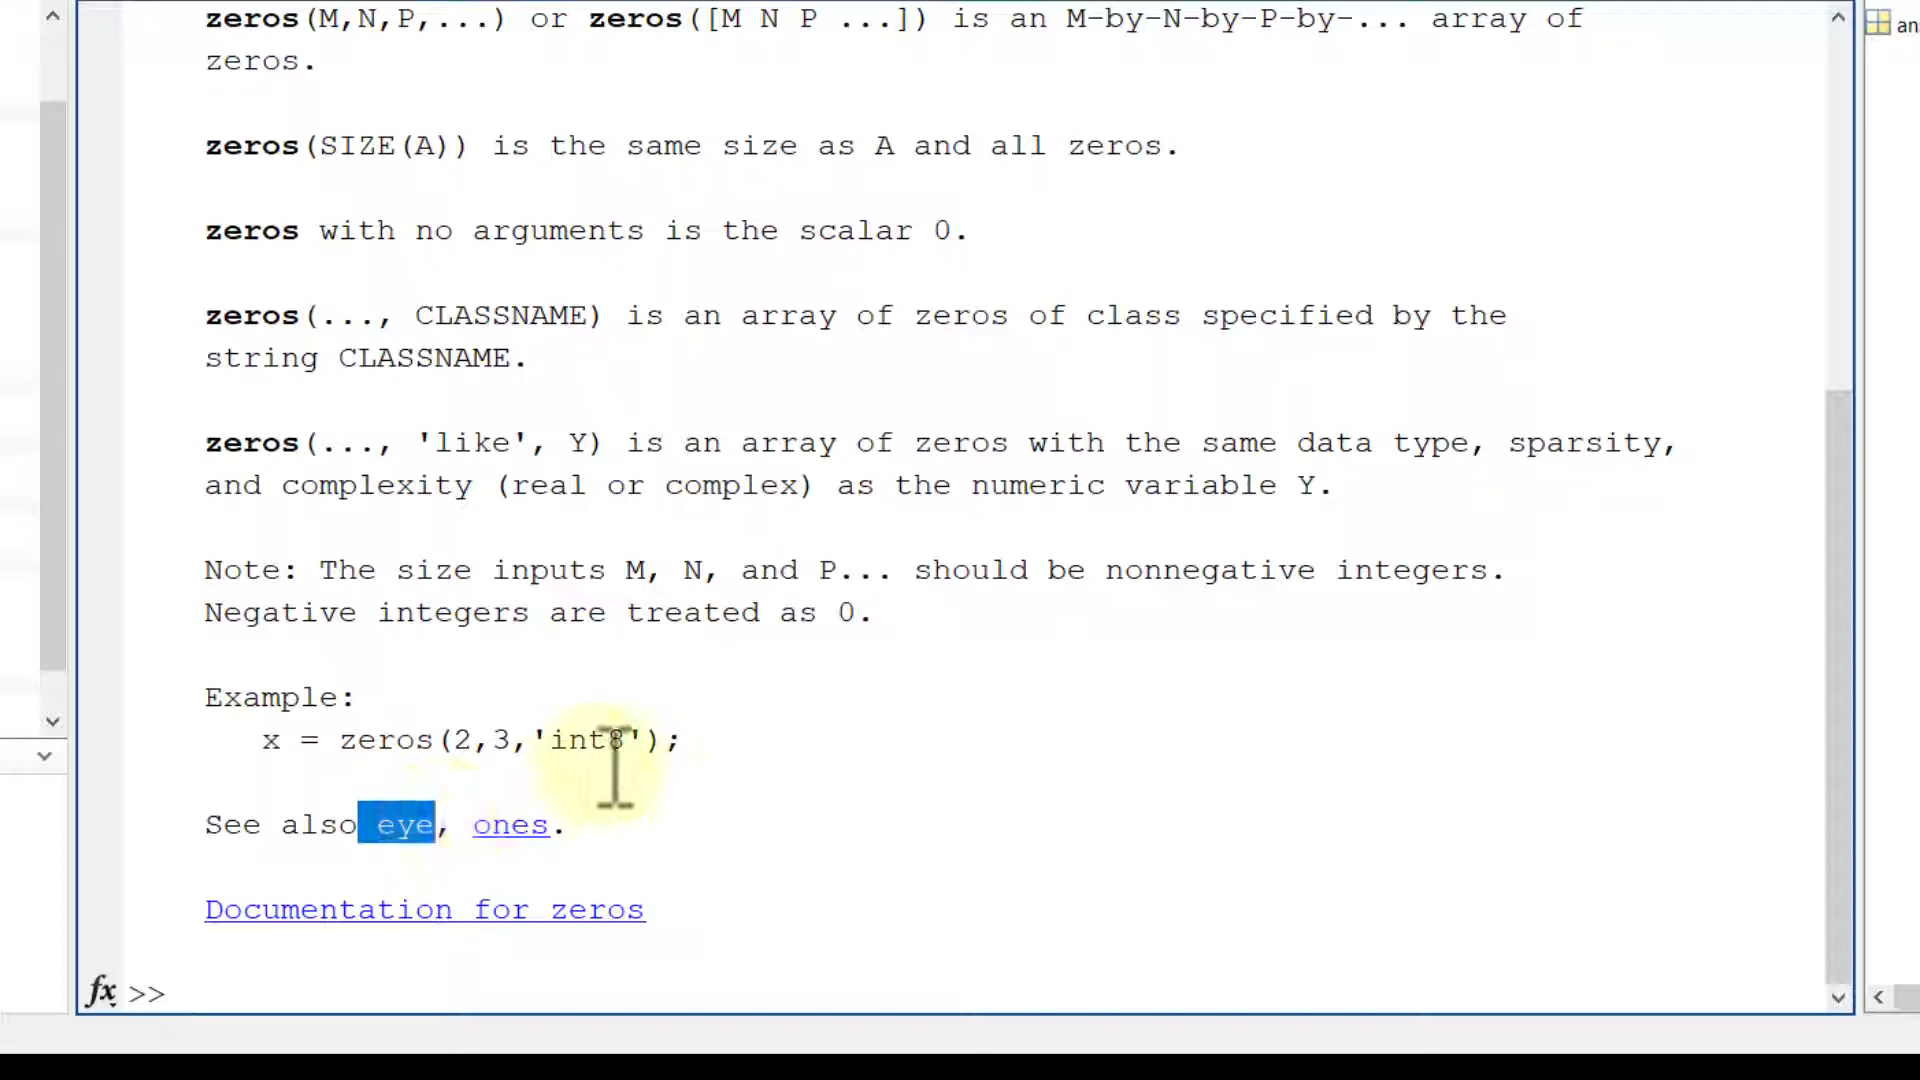 zeros(M,N,P,...) or zeros([M N P ...]) is an M-by-N-by-P-by-... array of
zeros.
zeros(SIZE(A)) is the same size as A and all zeros.
zeros with no arguments is the scalar 0.
zeros(..., CLASSNAME) is an array of zeros of class specified by the
string CLASSNAME.
zeros(..., 'like', Y) is an array of zeros with the same data type, sparsity,
and complexity (real or complex) as the numeric variable Y.
Note: The size inputs M, N, and P... should be nonnegative integers.
Negative integers are treated as 0.
Example:
x = zeros(2,3,'int8');
See also eye, ones.
Documentation for zeros
fx >>